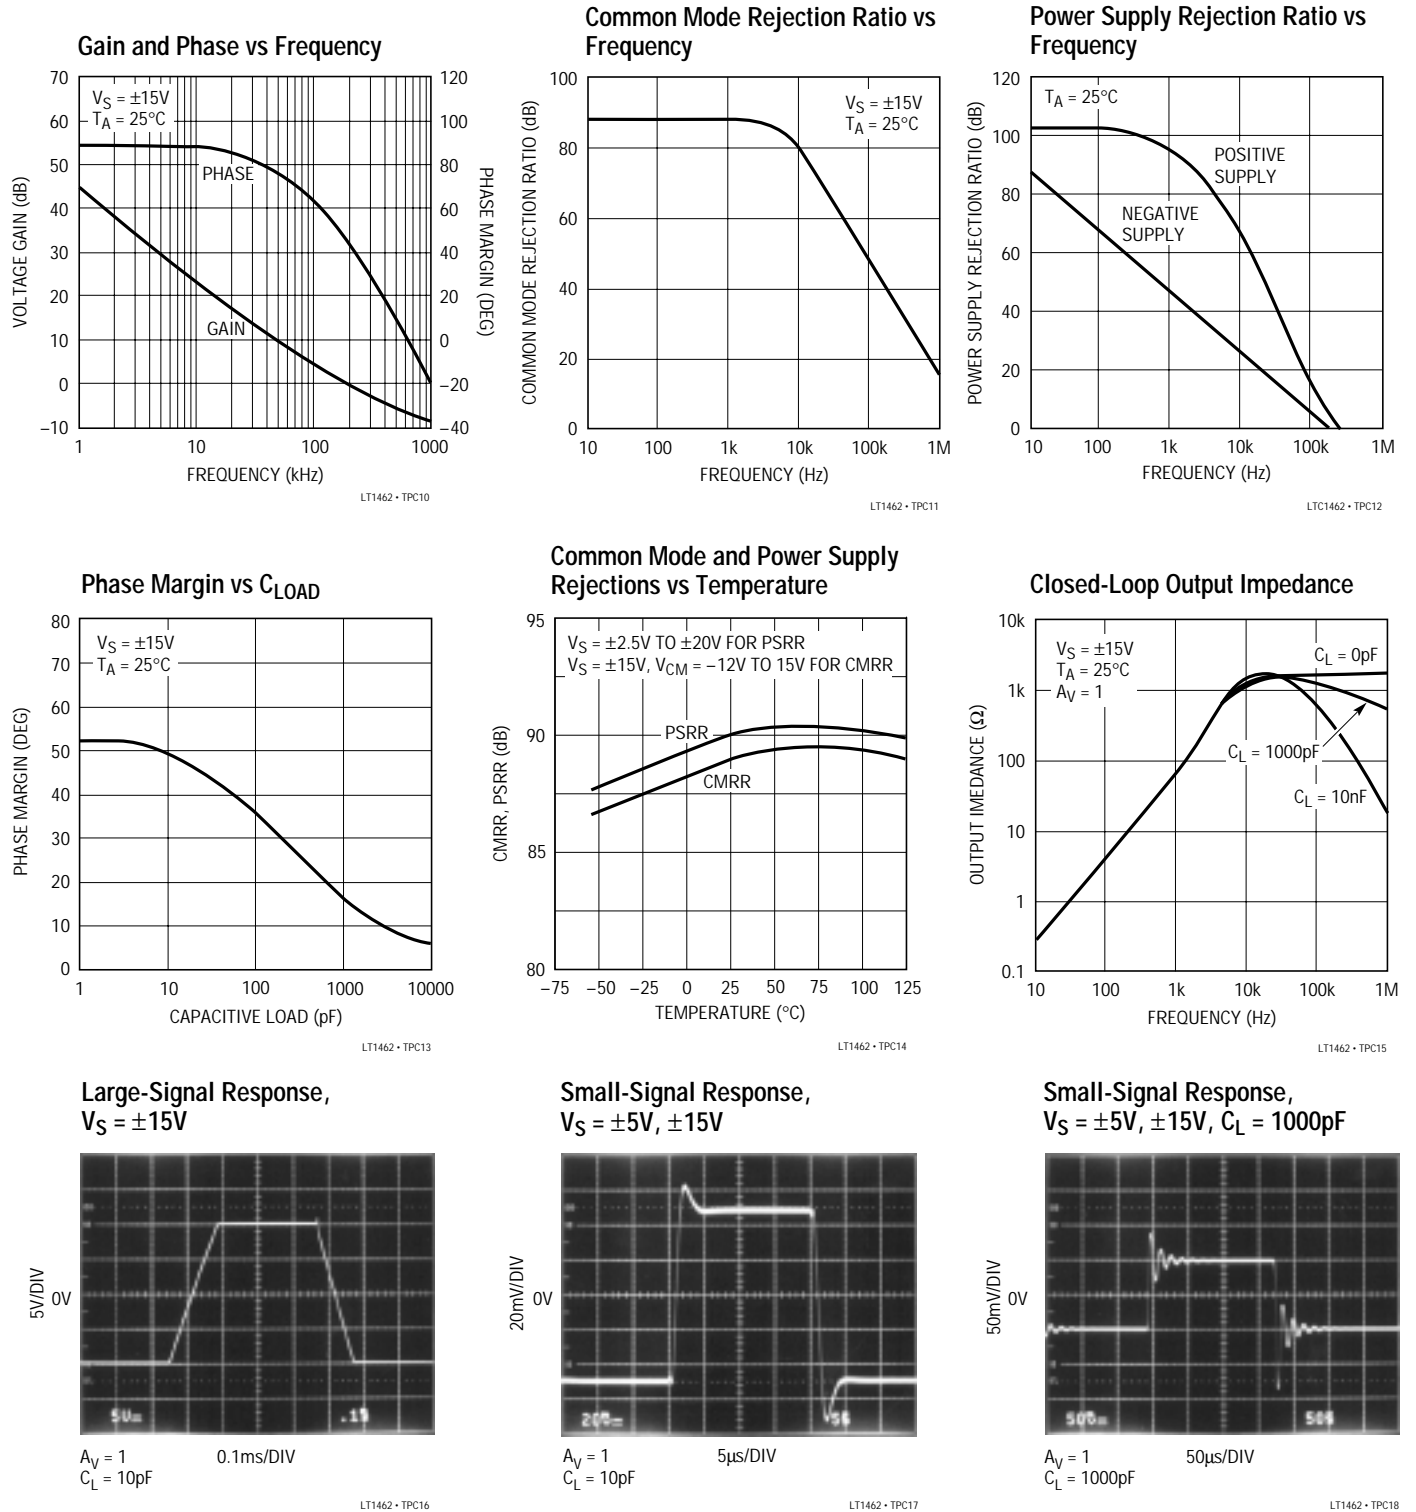 Gain and Phase vs Frequency
70
60
50
40
30
20
10
0
–10
VOLTAGE GAIN (dB)
VS = ±15V
TA = 25°C
PHASE
GAIN
120
100
80
60
40
20
0
–20
–40
PHASE MARGIN (DEG)
1
10
100
1000
FREQUENCY (kHz)
LT1462 • TPC10
Common Mode Rejection Ratio vs
Frequency
100
80
60
40
20
0
COMMON MODE REJECTION RATIO (dB)
VS = ±15V
TA = 25°C
10
100
1k
10k
100k
1M
FREQUENCY (Hz)
LT1462 • TPC11
Power Supply Rejection Ratio vs
Frequency
120
100
80
60
40
20
0
POWER SUPPLY REJECTION RATIO (dB)
TA = 25°C
POSITIVE
SUPPLY
NEGATIVE
SUPPLY
10
100
1k
10k
100k
1M
FREQUENCY (Hz)
LTC1462 • TPC12
Phase Margin vs CLOAD
80
70
60
50
40
30
20
10
0
PHASE MARGIN (DEG)
VS = ±15V
TA = 25°C
1
10
100
1000
10000
CAPACITIVE LOAD (pF)
LT1462 • TPC13
Common Mode and Power Supply
Rejections vs Temperature
95
90
85
80
CMRR, PSRR (dB)
VS = ±2.5V TO ±20V FOR PSRR
VS = ±15V, VCM = –12V TO 15V FOR CMRR
PSRR
CMRR
–75
–50
–25
0
25
50
75
100
125
TEMPERATURE (°C)
LT1462 • TPC14
Closed-Loop Output Impedance
10k
1k
100
10
1
0.1
OUTPUT IMEDANCE (Ω)
VS = ±15V
TA = 25°C
AV = 1
CL = 0pF
CL = 1000pF
CL = 10nF
10
100
1k
10k
100k
1M
FREQUENCY (Hz)
LT1462 • TPC15
Large-Signal Response,
VS = ±15V
5V/DIV
0V
AV = 1
CL = 10pF
0.1ms/DIV
LT1462 • TPC16
Small-Signal Response,
VS = ±5V, ±15V
20mV/DIV
0V
AV = 1
CL = 10pF
5µs/DIV
LT1462 • TPC17
Small-Signal Response,
VS = ±5V, ±15V, CL = 1000pF
50mV/DIV
0V
AV = 1
CL = 1000pF
50µs/DIV
LT1462 • TPC18